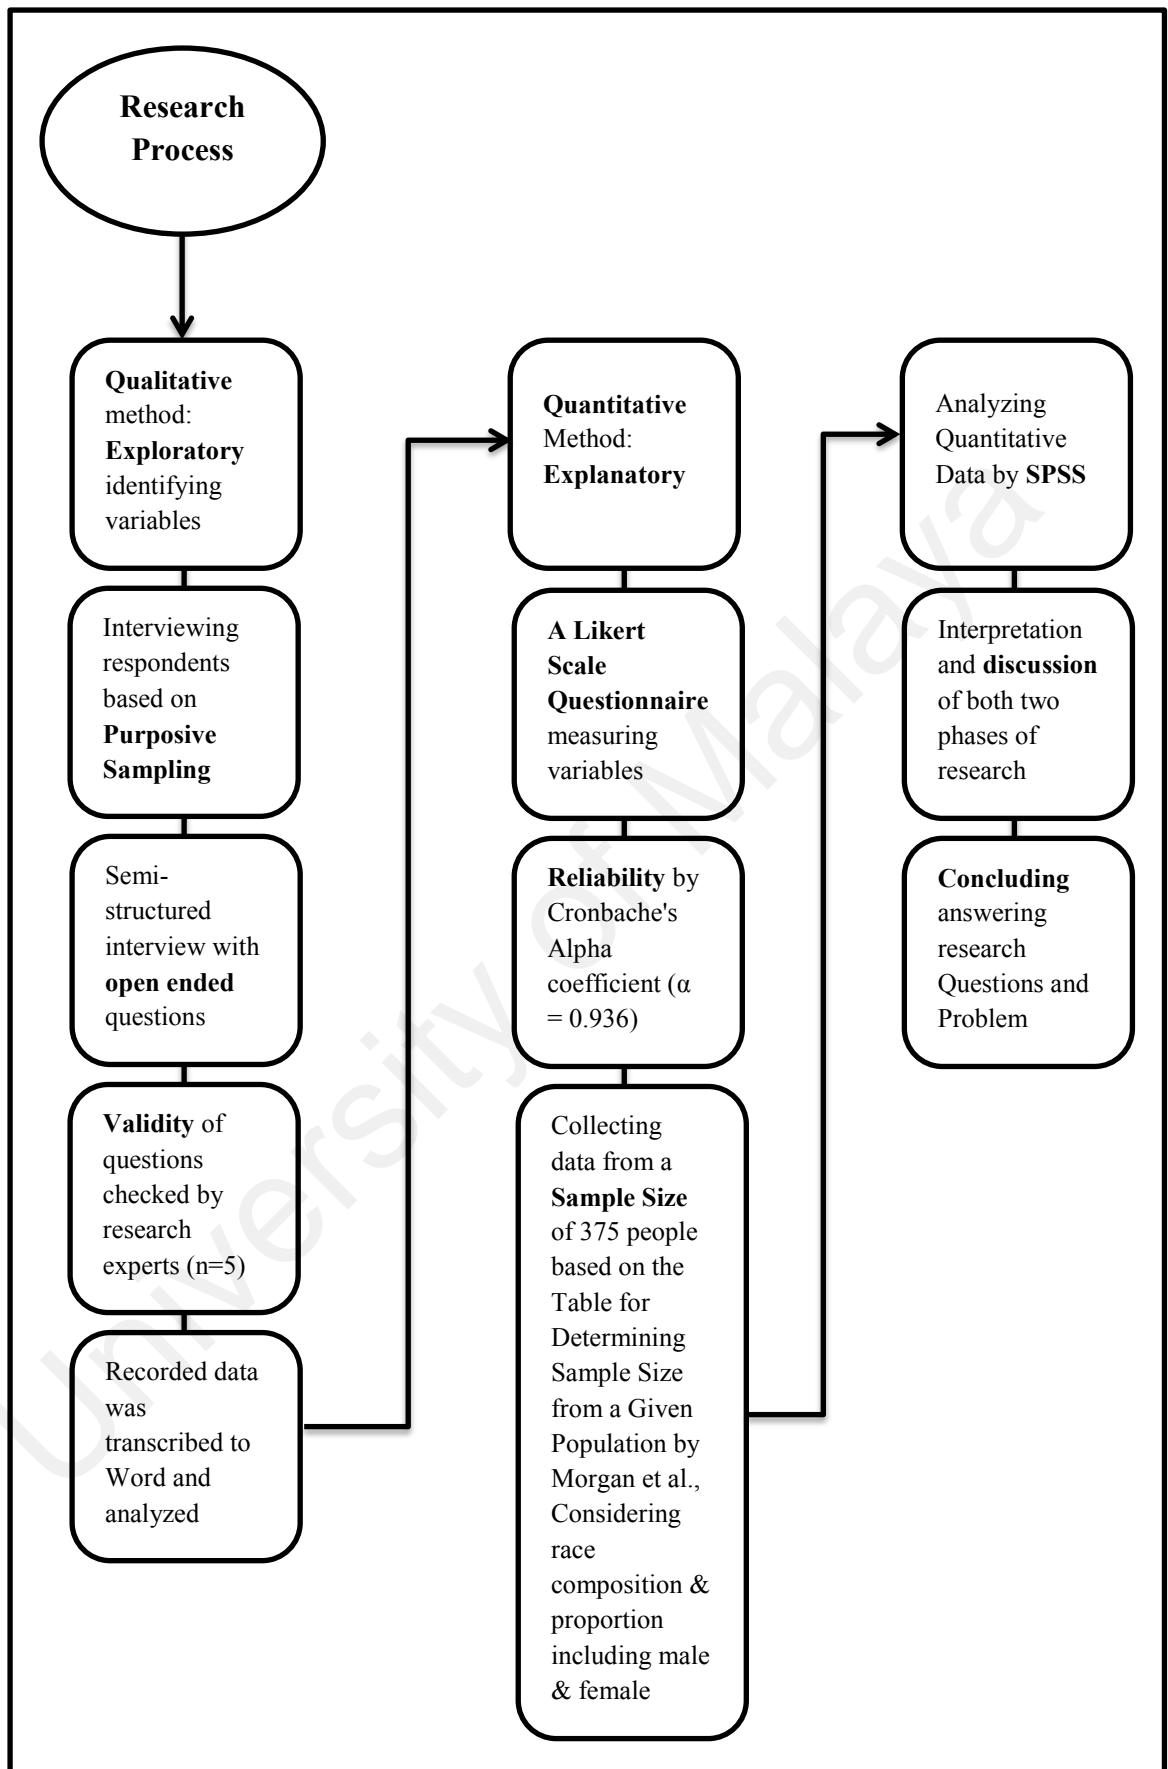 Research
Process
Qualitative
method:
Exploratory
identifying
variables
Interviewing
respondents
based on
Purposive
Sampling
Semi-
structured
interview with
open ended
questions
Validity of
questions
checked by
research
experts (n=5)
Recorded data
was
transcribed to
Word and
analyzed
Quantitative
Method:
Explanatory
A Likert
Scale
Questionnaire
measuring
variables
Reliability by
Cronbache's
Alpha
coefficient (α
= 0.936)
Collecting
data from a
Sample Size
of 375 people
based on the
Table for
Determining
Sample Size
from a Given
Population by
Morgan et al.,
Considering
race
composition &
proportion
including male
& female
Analyzing
Quantitative
Data by SPSS
Interpretation
and discussion
of both two
phases of
research
Concluding
answering
research
Questions and
Problem
University of Malaya